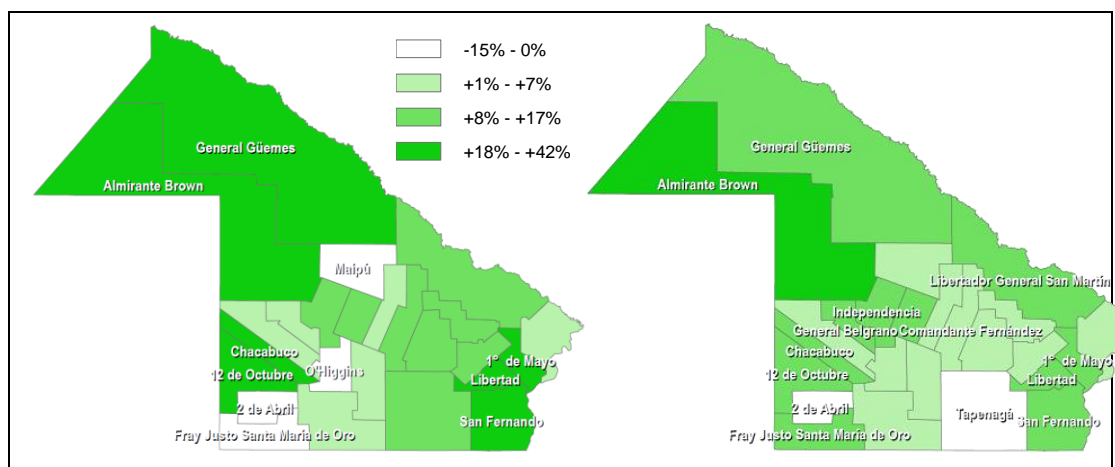 -15% - 0%
+1% - +7%
+8% - +17%
+18% - +42%
General Güemes
Almirante Brown
Maipú
Chacabuco
O'Higgins
12 de Octubre
1º de Mayo
Libertad
2 de Abril
San Fernando
Fray Justo Santa María de Oro
General Güemes
Almirante Brown
Libertador General San Martín
Independencia
General Belgrano
Comandante Fernández
Chacabuco
1º de Mayo
12 de Octubre
Libertad
2 de Abril
Tapenagá
San Fernando
Fray Justo Santa María de Oro